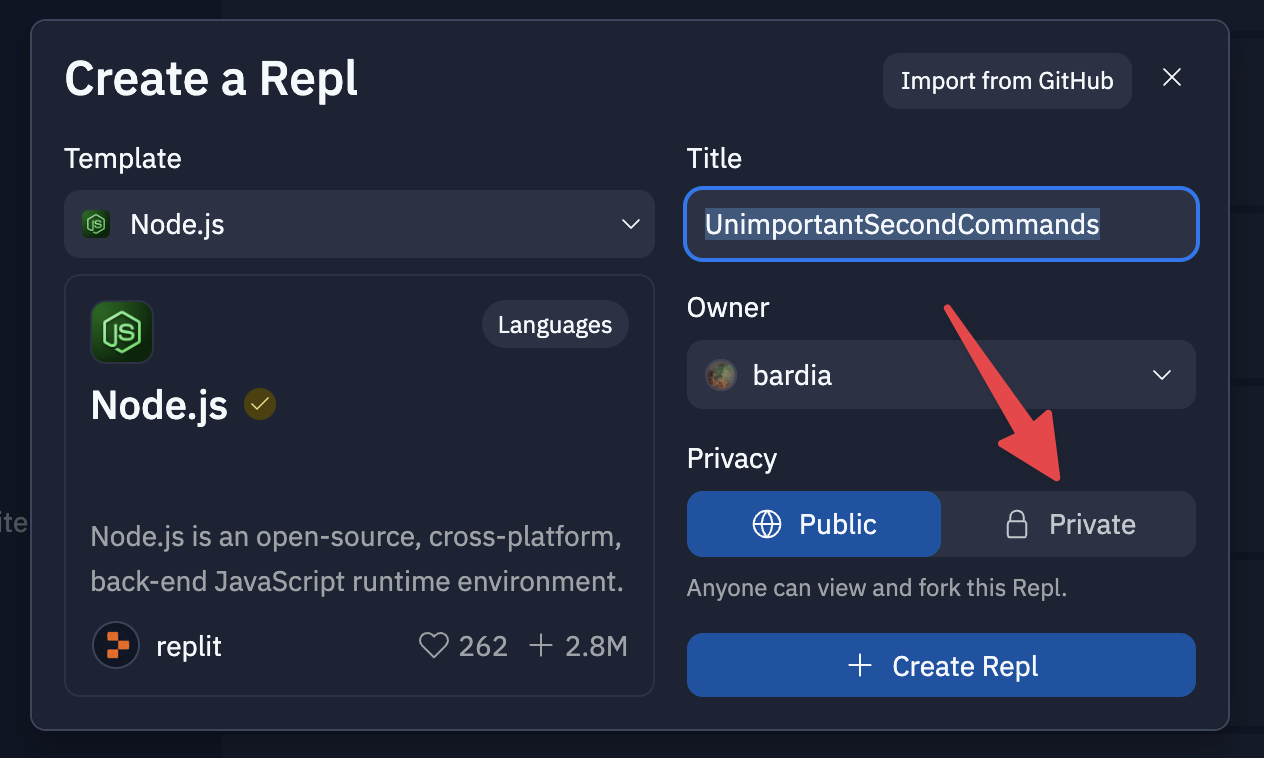 Create a Repl
Import from GitHub
Template
Node.js
JS
Languages
Node.js
Node.js is an open-source, cross-platform,
back-end JavaScript runtime environment.
replit
262
2.8M
Title
UnimportantSecondCommands
Owner
bardia
Privacy
Public
Private
Anyone can view and fork this Repl.
+ Create Repl
ite